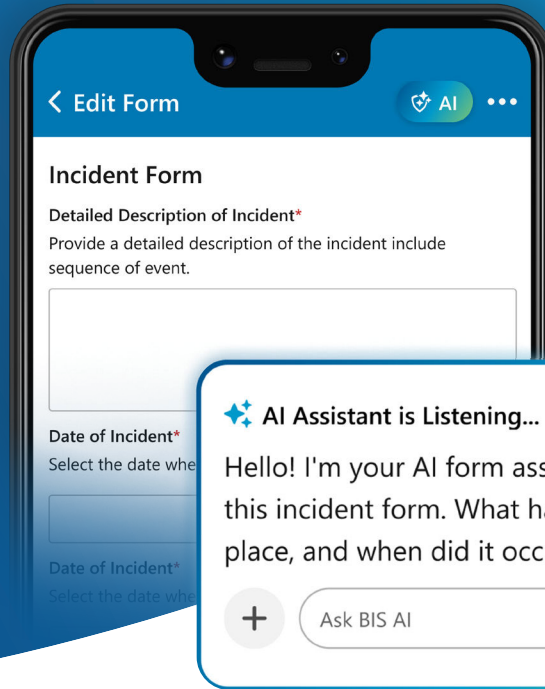 Edit Form
AI
Incident Form
Detailed Description of Incident*
Provide a detailed description of the incident include
sequence of event.
AI Assistant is Listening...
Date of Incident*
Select the date whe
Hello! I'm your AI form ass
this incident form. What ha
place, and when did it occ
Date of Incident*
Select the date whe
Ask BIS AI